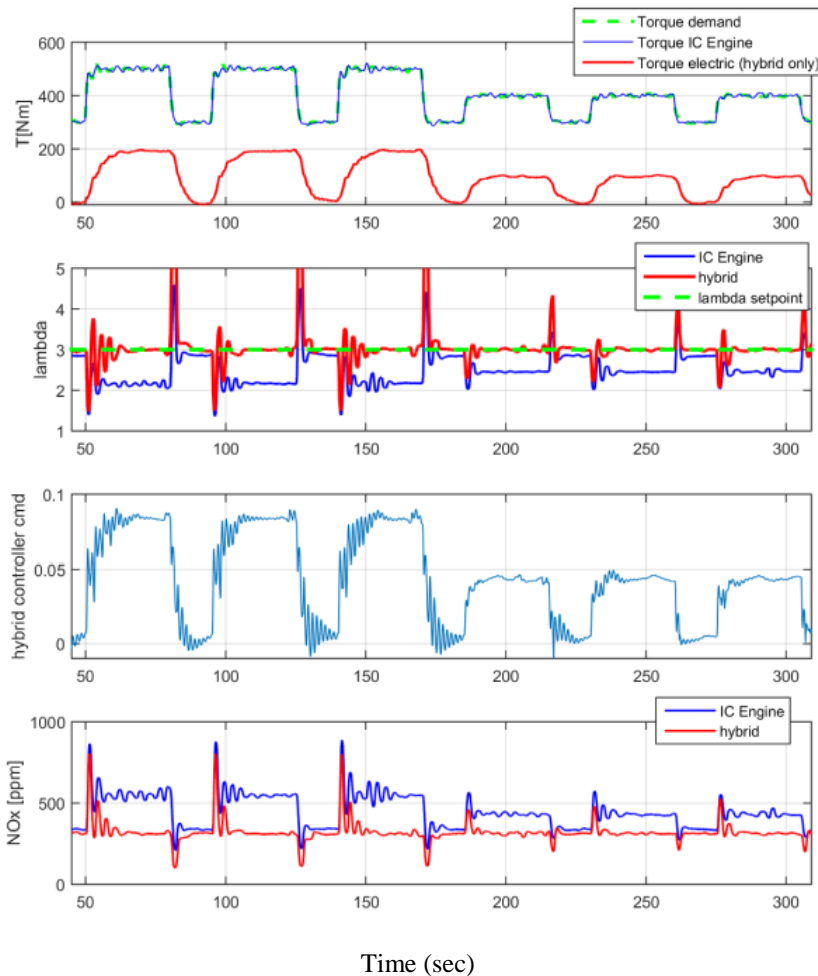 Torque demand
Torque IC Engine
Torque electric (hybrid only)
600
400
200
0
T[Nm]
50 100 150 200 250 300
IC Engine
hybrid
lambda setpoint
5
4
3
2
1
lambda
50 100 150 200 250 300
0.1
0.05
0
hybrid controller cmd
50 100 150 200 250 300
IC Engine
hybrid
1000
500
0
NOx [ppm]
50 100 150 200 250 300
Time (sec)